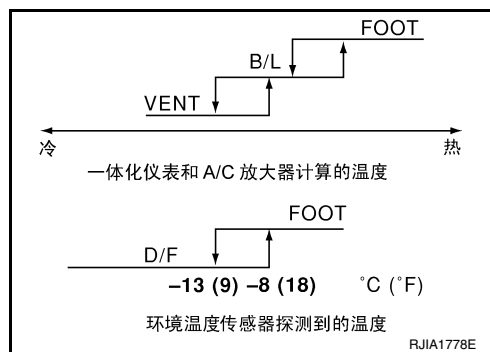 FOOT
B/L
VENT
冷 热
一体化仪表和 A/C 放大器计算的温度
FOOT
D/F
–13 (9) –8 (18) °C (°F)
环境温度传感器探测到的温度
RJIA1778E